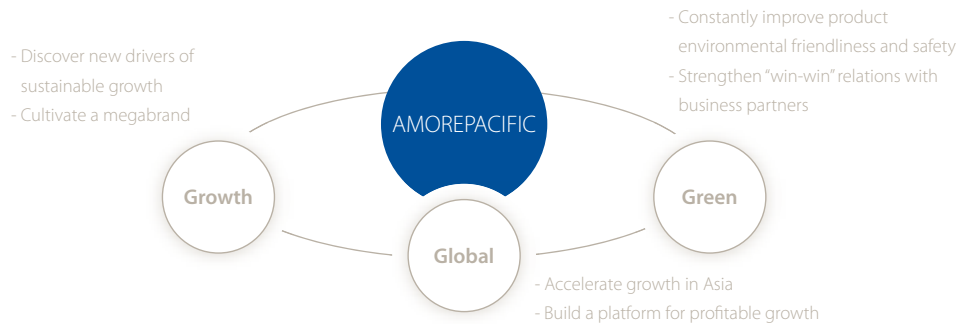 - Discover new drivers of
sustainable growth
- Cultivate a megabrand
AMOREPACIFIC
- Constantly improve product
environmental friendliness and safety
- Strengthen "win-win" relations with
business partners
Growth
Global
Green
- Accelerate growth in Asia
- Build a platform for profitable growth